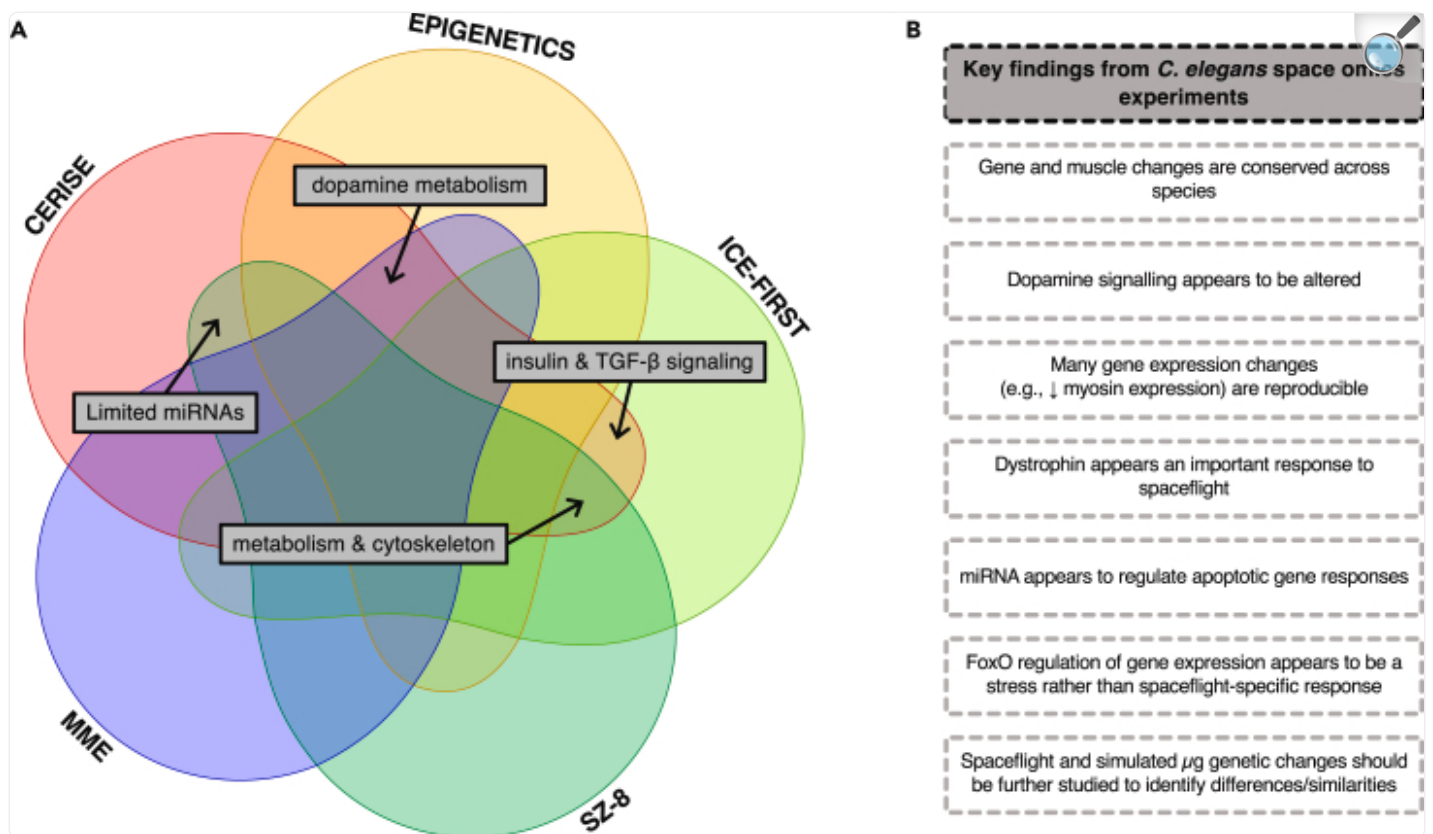 A
EPIGENETICS
CERISE
dopamine metabolism
ICE-FIRST
insulin & TGF-β signaling
Limited miRNAs
metabolism & cytoskeleton
MME
SZ-8
B
Key findings from C. elegans space omics
experiments
Gene and muscle changes are conserved across
species
Dopamine signalling appears to be altered
Many gene expression changes
(e.g., ↓ myosin expression) are reproducible
Dystrophin appears an important response to
spaceflight
miRNA appears to regulate apoptotic gene responses
FoxO regulation of gene expression appears to be a
stress rather than spaceflight-specific response
Spaceflight and simulated µg genetic changes should
be further studied to identify differences/similarities